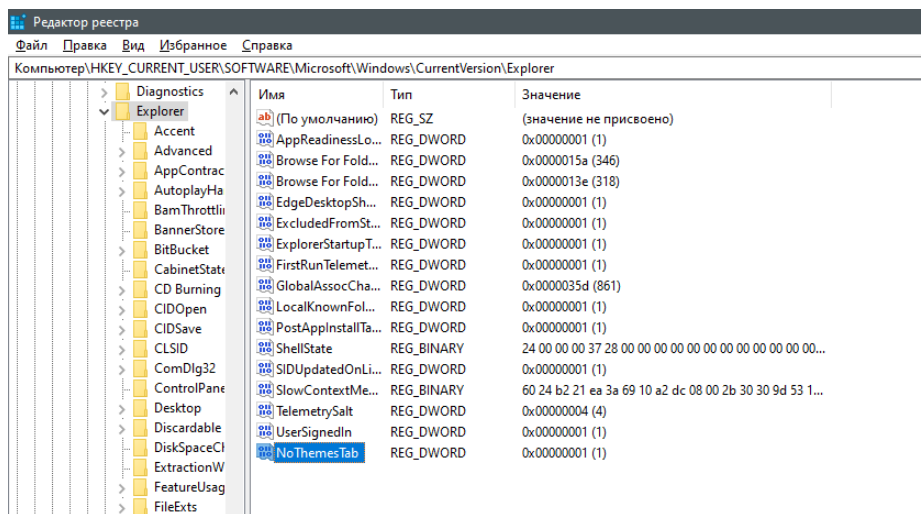 Редактор реестра
Файл Правка Вид Избранное Справка
Компьютер\HKEY_CURRENT_USER\SOFTWARE\Microsoft\Windows\CurrentVersion\Explorer
Diagnostics
Explorer
Accent
Advanced
AppContrac
AutoplayHa
BamThrottlin
BannerStore
BitBucket
CabinetState
CD Burning
CIDOpen
CIDSave
CLSID
ComDlg32
ControlPane
Desktop
Discardable
DiskSpaceCh
ExtractionW
FeatureUsag
FileExts
Имя Тип Значение
(По умолчанию) REG_SZ (значение не присвоено)
AppReadinessLo... REG_DWORD 0x00000001 (1)
Browse For Fold... REG_DWORD 0x0000015a (346)
Browse For Fold... REG_DWORD 0x0000013e (318)
EdgeDesktopSh... REG_DWORD 0x00000001 (1)
ExcludedFromSt... REG_DWORD 0x00000001 (1)
ExplorerStartupT... REG_DWORD 0x00000001 (1)
FirstRunTelemet... REG_DWORD 0x00000001 (1)
GlobalAssocCha... REG_DWORD 0x0000035d (861)
LocalKnownFol... REG_DWORD 0x00000001 (1)
PostAppInstallTa... REG_DWORD 0x00000001 (1)
ShellState REG_BINARY 24 00 00 00 37 28 00 00 00 00 00 00 00 00 00 00 00 00...
SIDUpdatedOnLi... REG_DWORD 0x00000001 (1)
SlowContextMe... REG_BINARY 60 24 b2 21 ea 3a 69 10 a2 dc 08 00 2b 30 30 9d 53 1...
TelemetrySalt REG_DWORD 0x00000004 (4)
UserSignedIn REG_DWORD 0x00000001 (1)
NoThemesTab REG_DWORD 0x00000001 (1)